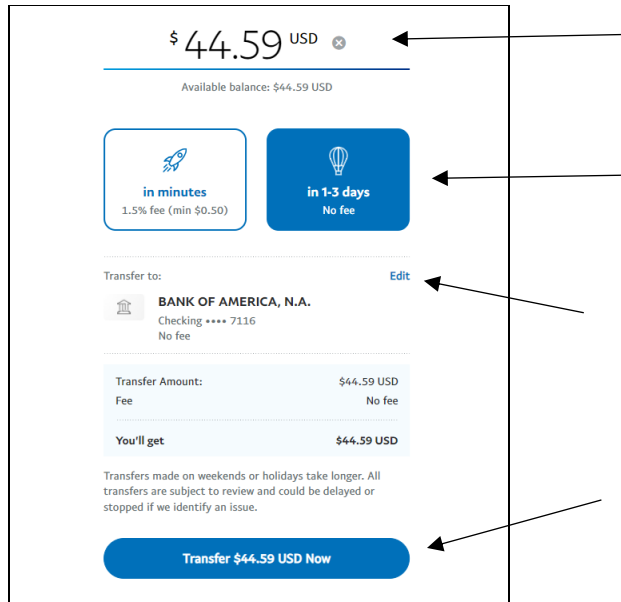 $ 44.59 USD
Available balance: $44.59 USD
in minutes
1.5% fee (min $0.50)
in 1-3 days
No fee
Transfer to:
Edit
BANK OF AMERICA, N.A.
Checking •••• 7116
No fee
Transfer Amount: $44.59 USD
Fee No fee
You'll get $44.59 USD
Transfers made on weekends or holidays take longer. All
transfers are subject to review and could be delayed or
stopped if we identify an issue.
Transfer $44.59 USD Now